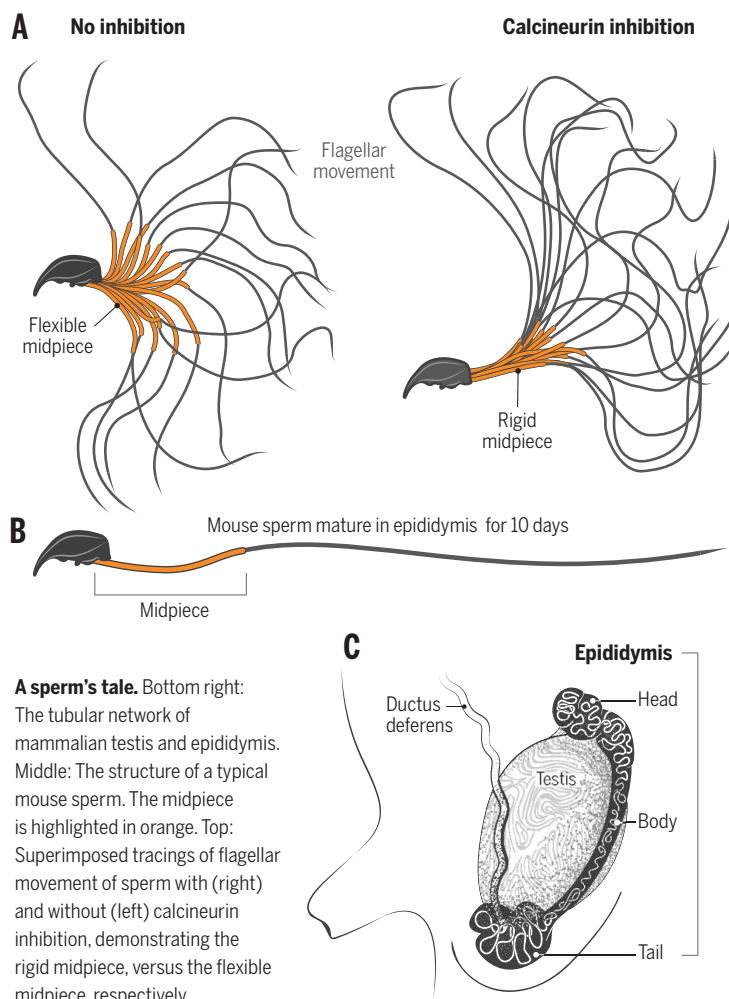 A
No inhibition
Calcineurin inhibition
Flagellar
movement
Flexible
midpiece
Rigid
midpiece
B
Mouse sperm mature in epididymis for 10 days
Midpiece
C
Epididymis
Ductus
deferens
Head
Testis
Body
Tail
A sperm's tale. Bottom right:
The tubular network of
mammalian testis and epididymis.
Middle: The structure of a typical
mouse sperm. The midpiece
is highlighted in orange. Top:
Superimposed tracings of flagellar
movement of sperm with (right)
and without (left) calcineurin
inhibition, demonstrating the
rigid midpiece, versus the flexible
midpiece, respectively